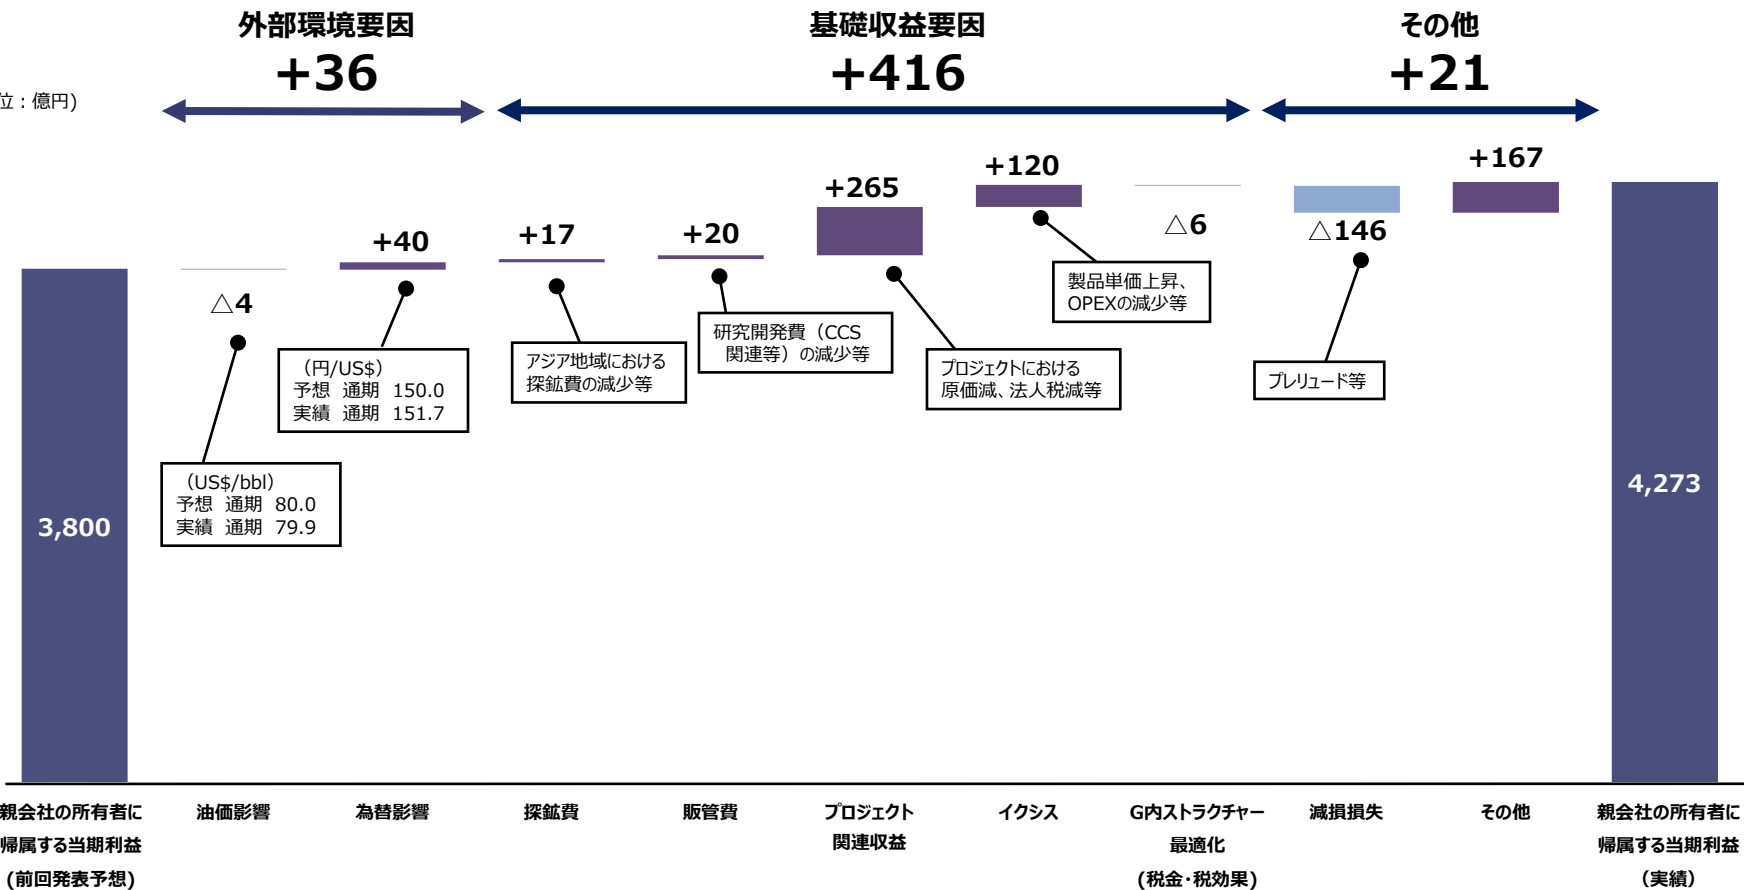 外部環境要因
+36
基礎収益要因
+416
その他
+21
位：億円)
3,800
△4
（US$/bbl）
予想 通期 80.0
実績 通期 79.9
+40
（円/US$）
予想 通期 150.0
実績 通期 151.7
+17
アジア地域における
探鉱費の減少等
+20
研究開発費（CCS
関連等）の減少等
+265
プロジェクトにおける
原価減、法人税減等
+120
製品単価上昇、
OPEXの減少等
△6
△146
プレリュード等
+167
4,273
親会社の所有者に
帰属する当期利益
(前回発表予想)
油価影響
為替影響
探鉱費
販管費
プロジェクト
関連収益
イクシス
G内ストラクチャー
最適化
(税金・税効果)
減損損失
その他
親会社の所有者に
帰属する当期利益
（実績）